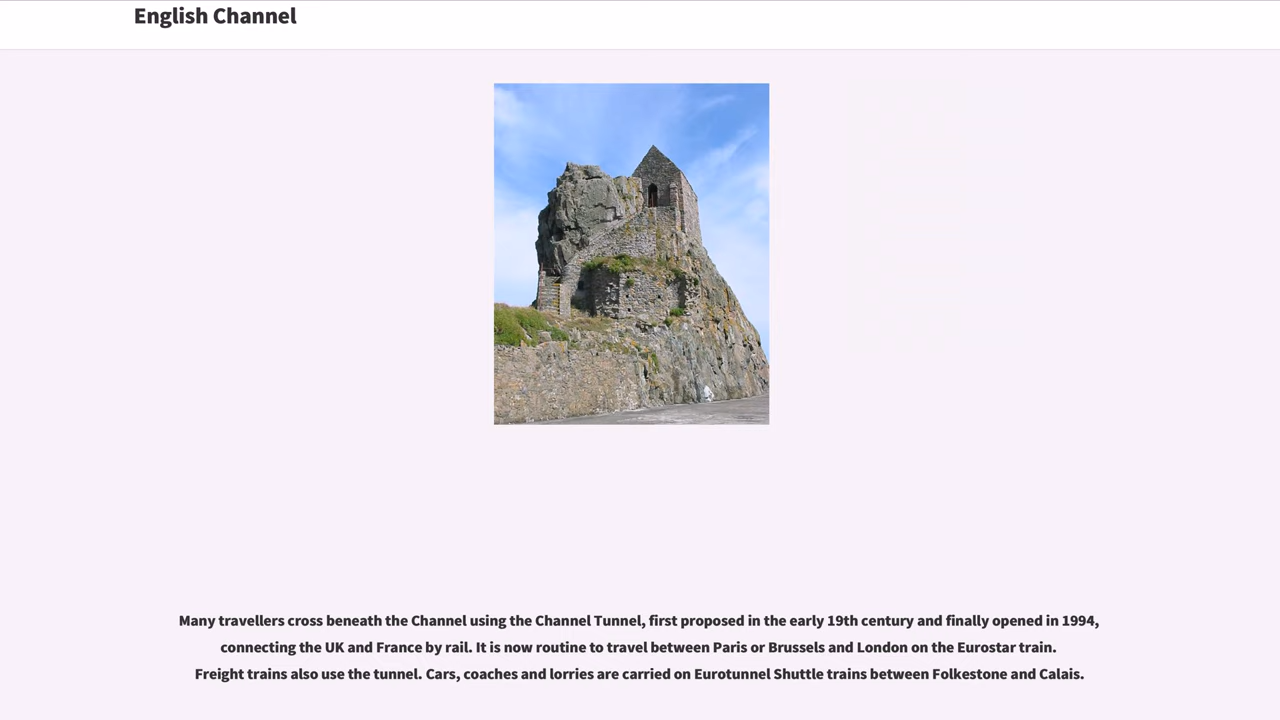 English Channel
Many travellers cross beneath the Channel using the Channel Tunnel, first proposed in the early 19th century and finally opened in 1994,
connecting the UK and France by rail. It is now routine to travel between Paris or Brussels and London on the Eurostar train.
Freight trains also use the tunnel. Cars, coaches and lorries are carried on Eurotunnel Shuttle trains between Folkestone and Calais.